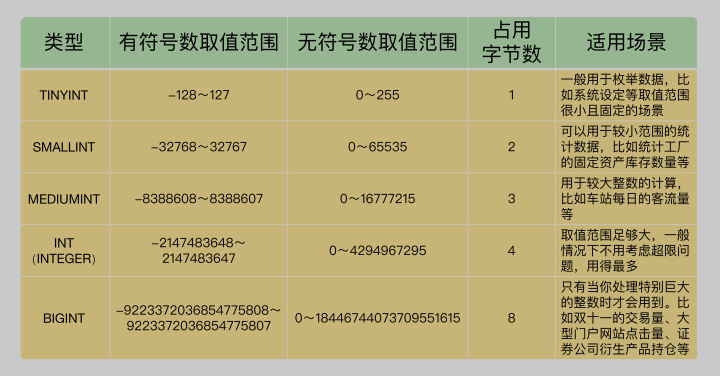 类型
有符号数取值范围
无符号数取值范围
占用
字节数
适用场景
TINYINT
–128～127
0～255
1
一般用于枚举数据，比
如系统设定等取值范围
很小且固定的场景
SMALLINT
–32768～32767
0～65535
2
可以用于较小范围的统
计数据，比如统计工厂
的固定资产库存数量等
MEDIUMINT
–8388608～8388607
0～16777215
3
用于较大整数的计算，
比如车站每日的客流量
等
INT
（INTEGER）
–2147483648～
2147483647
0～4294967295
4
取值范围足够大，一般
情况下不用考虑超限问
题，用得最多
BIGINT
–9223372036854775808～
9223372036854775807
0～18446744073709551615
8
只有当你处理特别巨大
的整数时才会用到。比
如双十一的交易量、大
型门户网站点击量、证
券公司衍生产品持仓等